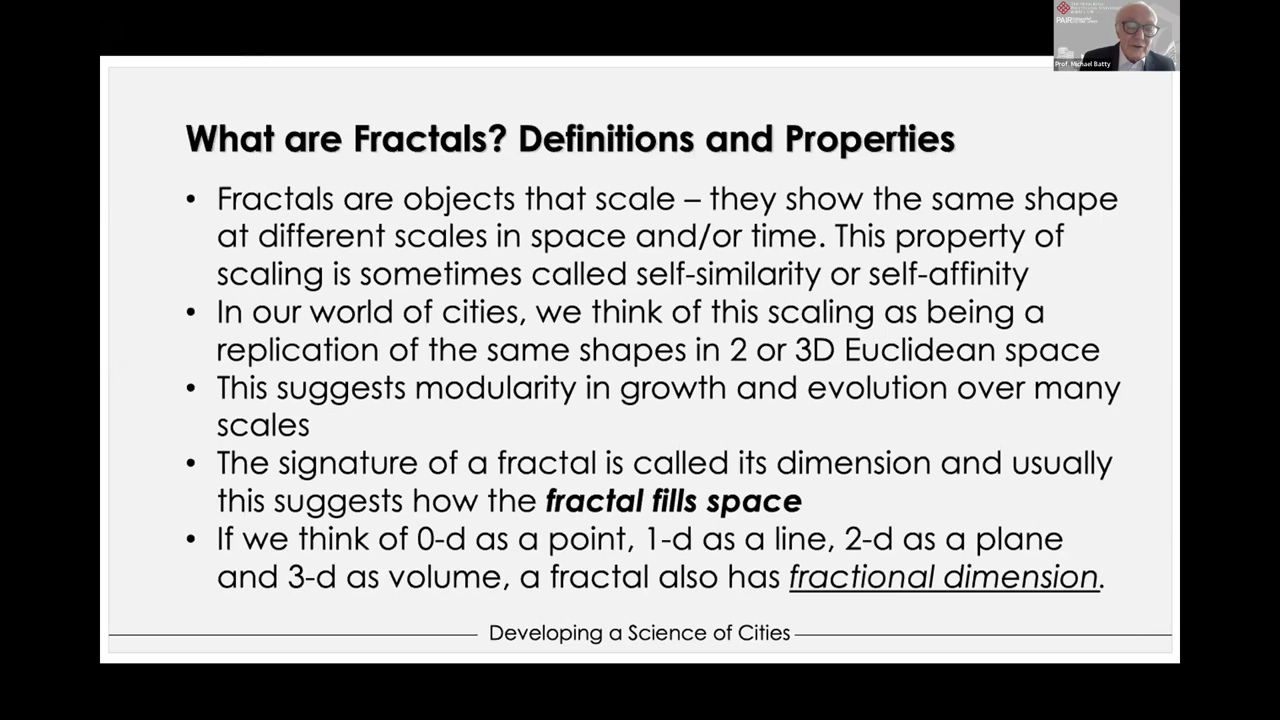 PAIR
Prof. Michael Batty
What are Fractals? Definitions and Properties
• Fractals are objects that scale – they show the same shape
at different scales in space and/or time. This property of
scaling is sometimes called self-similarity or self-affinity
• In our world of cities, we think of this scaling as being a
replication of the same shapes in 2 or 3D Euclidean space
• This suggests modularity in growth and evolution over many
scales
• The signature of a fractal is called its dimension and usually
this suggests how the fractal fills space
• If we think of 0-d as a point, 1-d as a line, 2-d as a plane
and 3-d as volume, a fractal also has fractional dimension.
Developing a Science of Cities